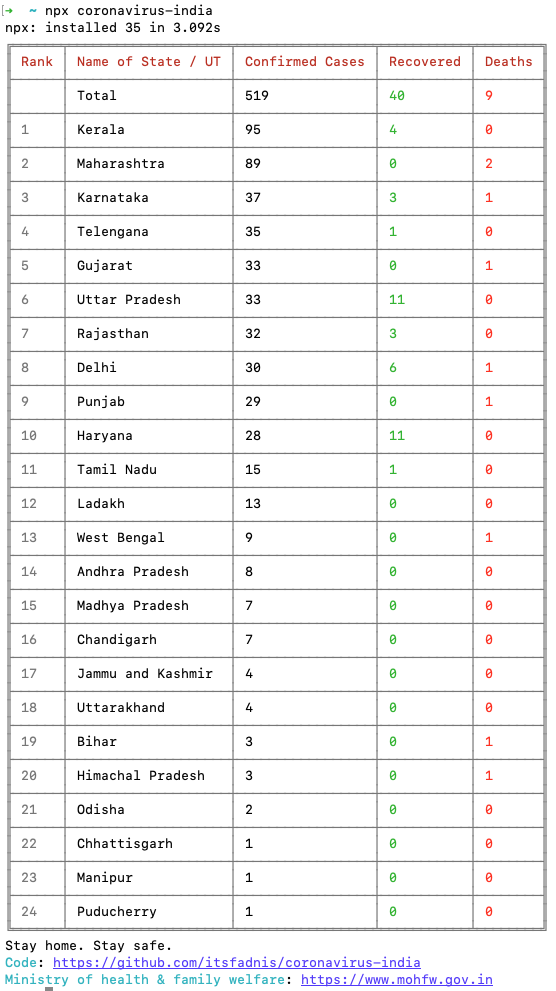 ➜ ~ npx coronavirus-india
npx: installed 35 in 3.092s
Rank Name of State / UT Confirmed Cases Recovered Deaths
Total 519 40 9
1 Kerala 95 4 0
2 Maharashtra 89 0 2
3 Karnataka 37 3 1
4 Telengana 35 1 0
5 Gujarat 33 0 1
6 Uttar Pradesh 33 11 0
7 Rajasthan 32 3 0
8 Delhi 30 6 1
9 Punjab 29 0 1
10 Haryana 28 11 0
11 Tamil Nadu 15 1 0
12 Ladakh 13 0 0
13 West Bengal 9 0 1
14 Andhra Pradesh 8 0 0
15 Madhya Pradesh 7 0 0
16 Chandigarh 7 0 0
17 Jammu and Kashmir 4 0 0
18 Uttarakhand 4 0 0
19 Bihar 3 0 1
20 Himachal Pradesh 3 0 1
21 Odisha 2 0 0
22 Chhattisgarh 1 0 0
23 Manipur 1 0 0
24 Puducherry 1 0 0
Stay home. Stay safe.
Code: https://github.com/itsfadnis/coronavirus-india
Ministry of health & family welfare: https://www.mohfw.gov.in